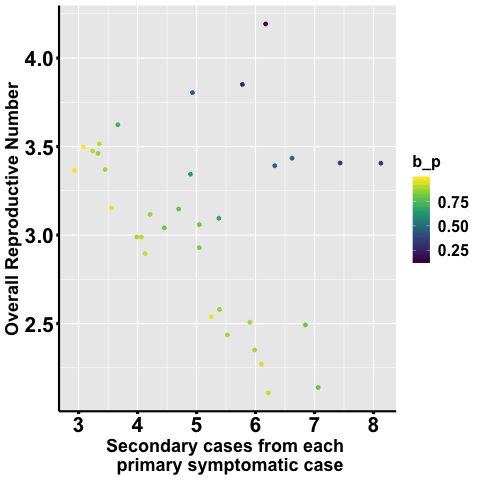 4.0
3.5
3.0
2.5
Overall Reproductive Number
3 4 5 6 7 8
Secondary cases from each
primary symptomatic case
b_p
0.75
0.50
0.25